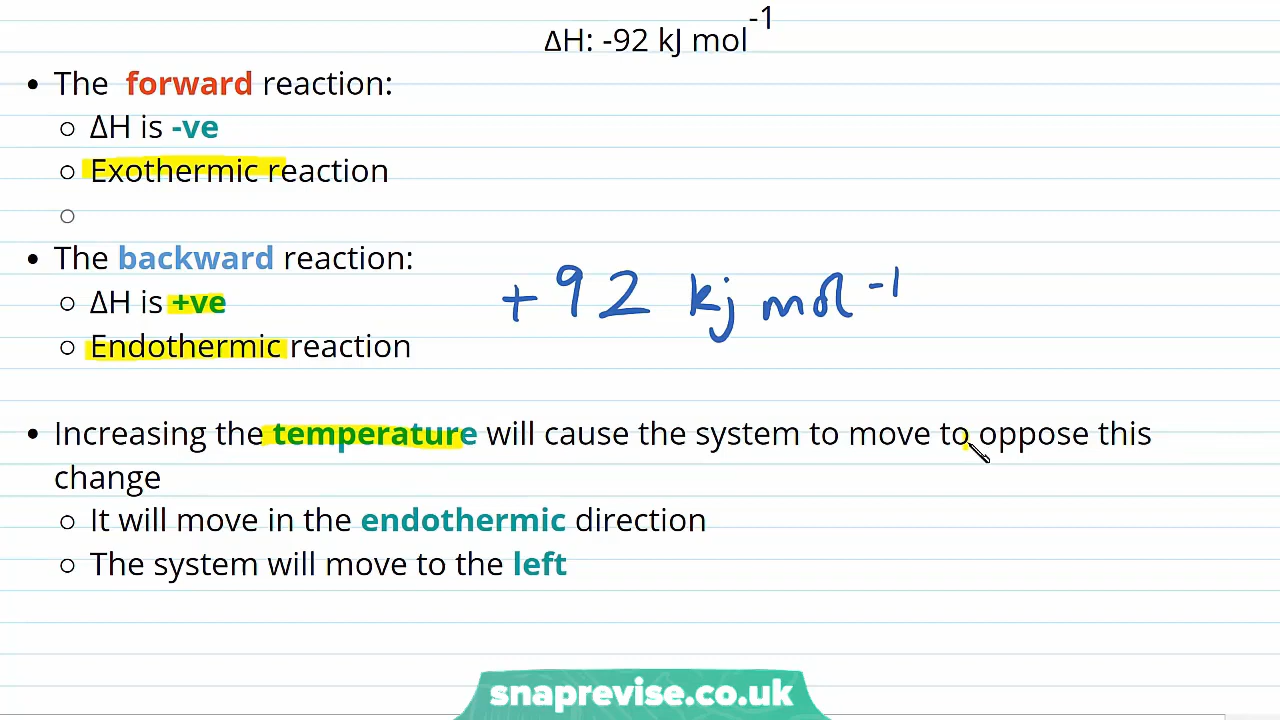 ΔH: -92 kJ mol⁻¹
• The forward reaction:
○ ΔH is -ve
○ Exothermic reaction
○
• The backward reaction:
○ ΔH is +ve
+92 kj mol⁻¹
○ Endothermic reaction
• Increasing the temperature will cause the system to move to oppose this
change
○ It will move in the endothermic direction
○ The system will move to the left
snaprevise.co.uk